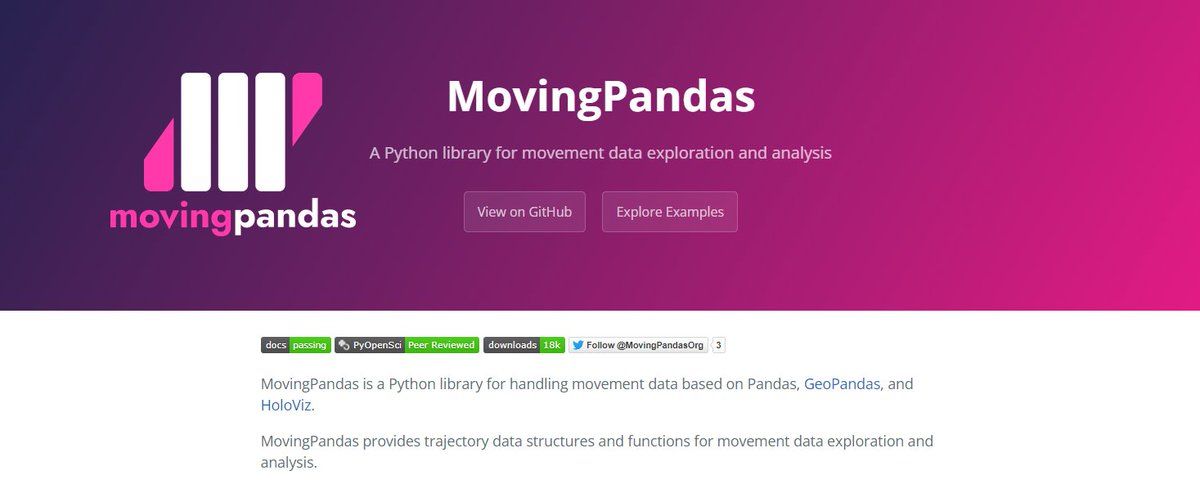 MovingPandas
A Python library for movement data exploration and analysis
View on GitHub
Explore Examples
movingpandas
docs passing
PyOpenSci Peer Reviewed
downloads 18k
Follow @MovingPandasOrg
3
MovingPandas is a Python library for handling movement data based on Pandas, GeoPandas, and
HoloViz.
MovingPandas provides trajectory data structures and functions for movement data exploration and
analysis.